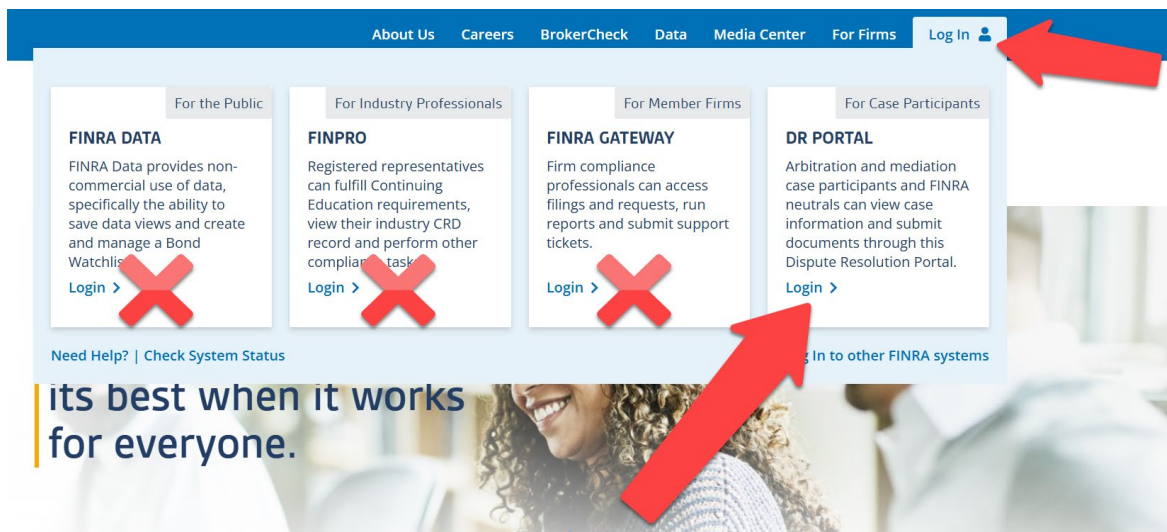 About Us Careers BrokerCheck Data Media Center For Firms Log In
For the Public
FINRA DATA
FINRA Data provides non-
commercial use of data,
specifically the ability to
save data views and create
and manage a Bond
Login >
For Industry Professionals
FINPRO
Registered representatives
can fulfill Continuing
Education requirements,
view their industry CRD
record and perform other
Login >
For Member Firms
FINRA GATEWAY
Firm compliance
professionals can access
filings and requests, run
reports and submit support
tickets.
Login >
For Case Participants
DR PORTAL
Arbitration and mediation
case participants and FINRA
neutrals can view case
information and submit
documents through this
Dispute Resolution Portal.
Login >
Need Help? | Check System Status
In to other FINRA systems
its best when it works
for everyone.